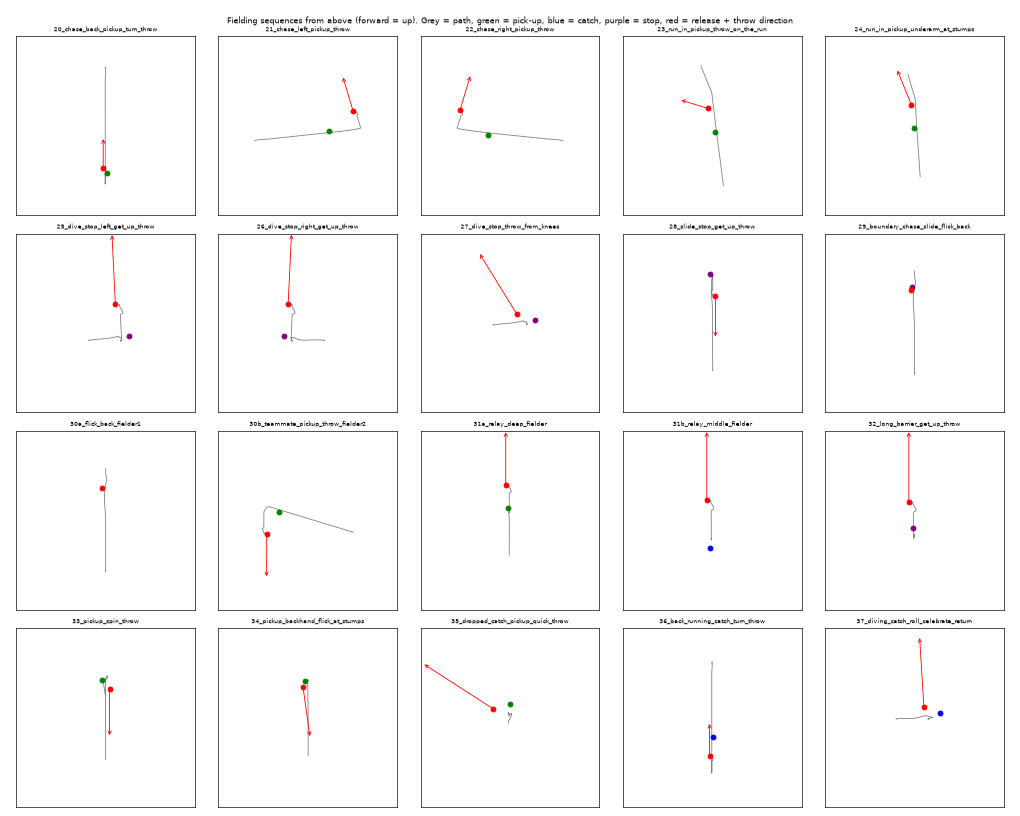 Fielding sequences from above (forward = up). Grey = path, green = pick-up, blue = catch, purple = stop, red = release + throw direction
20_chase_back_pickup_turn_throw
21_chase_left_pickup_throw
22_chase_right_pickup_throw
23_run_in_pickup_throw_on_the_run
24_run_in_pickup_underarm_at_stumps
25_dive_stop_left_get_up_throw
26_dive_stop_right_get_up_throw
27_dive_stop_throw_from_knees
28_slide_stop_get_up_throw
29_boundary_chase_slide_flick_back
30a_flick_back_fielder1
30b_teammate_pickup_throw_fielder2
31a_relay_deep_fielder
31b_relay_middle_fielder
32_long_barrier_get_up_throw
33_pickup_spin_throw
34_pickup_backhand_flick_at_stumps
35_dropped_catch_pickup_quick_throw
36_back_running_catch_turn_throw
37_diving_catch_roll_celebrate_return